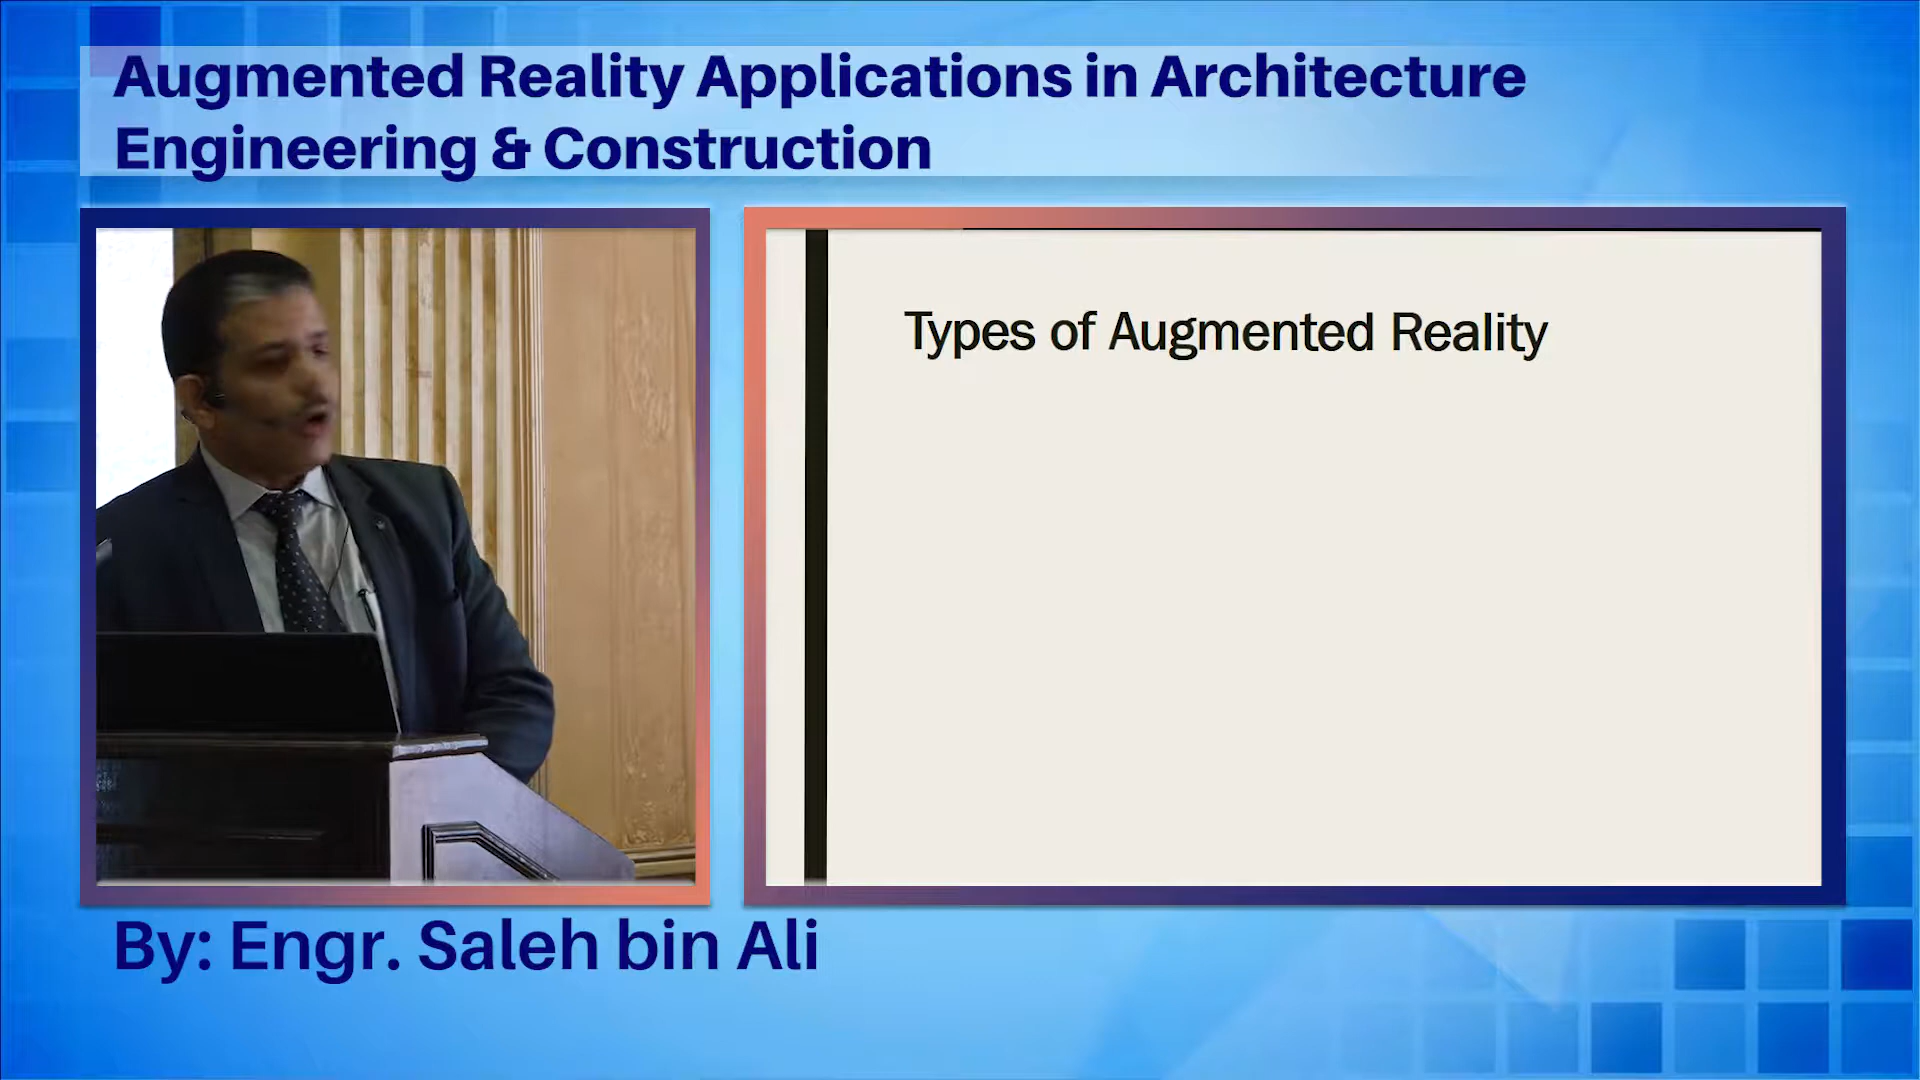 Augmented Reality Applications in Architecture
Engineering & Construction
Types of Augmented Reality
By: Engr. Saleh bin Ali